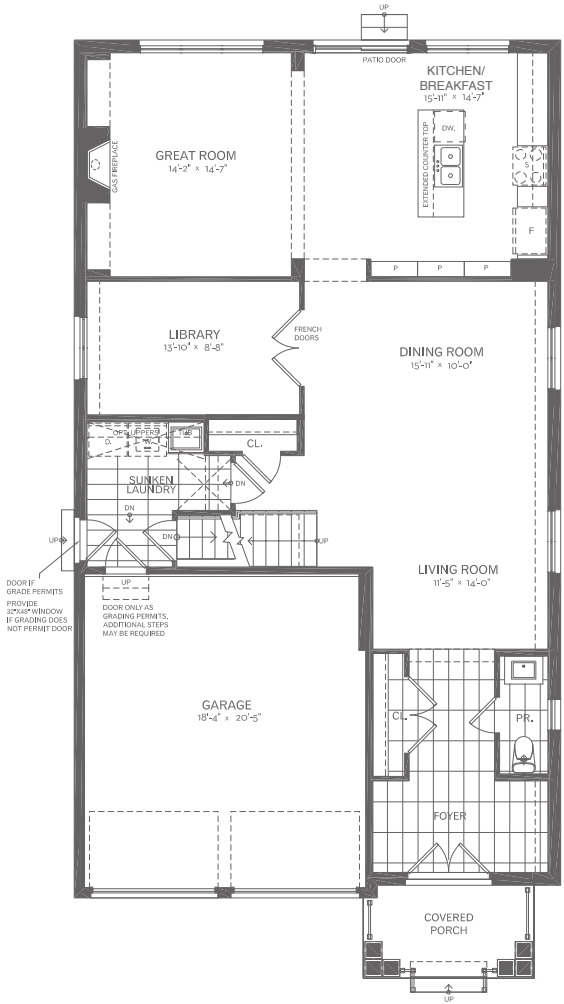 UP
PATIO DOOR
KITCHEN/
BREAKFAST
15'-11" x 14'-7"
DW.
EXTENDED COUNTER TOP
S
F
GREAT ROOM
14'-2" x 14'-7"
GAS FIREPLACE
P
P
P
LIBRARY
13'-10" x 8'-8"
FRENCH
DOORS
DINING ROOM
15'-11" x 10'-0"
OPT. UPPERS
TUB
D.
W.
CL.
SUNKEN
LAUNDRY
DN
DN
DN
UP
UP
DOOR IF
GRADE PERMITS
PROVIDE
32"X48" WINDOW
IF GRADING DOES
NOT PERMIT DOOR
UP
DOOR ONLY AS
GRADING PERMITS.
ADDITIONAL STEPS
MAY BE REQUIRED
LIVING ROOM
11'-5" x 14'-0"
GARAGE
18'-4" x 20'-5"
CL.
PR.
FOYER
COVERED
PORCH
UP